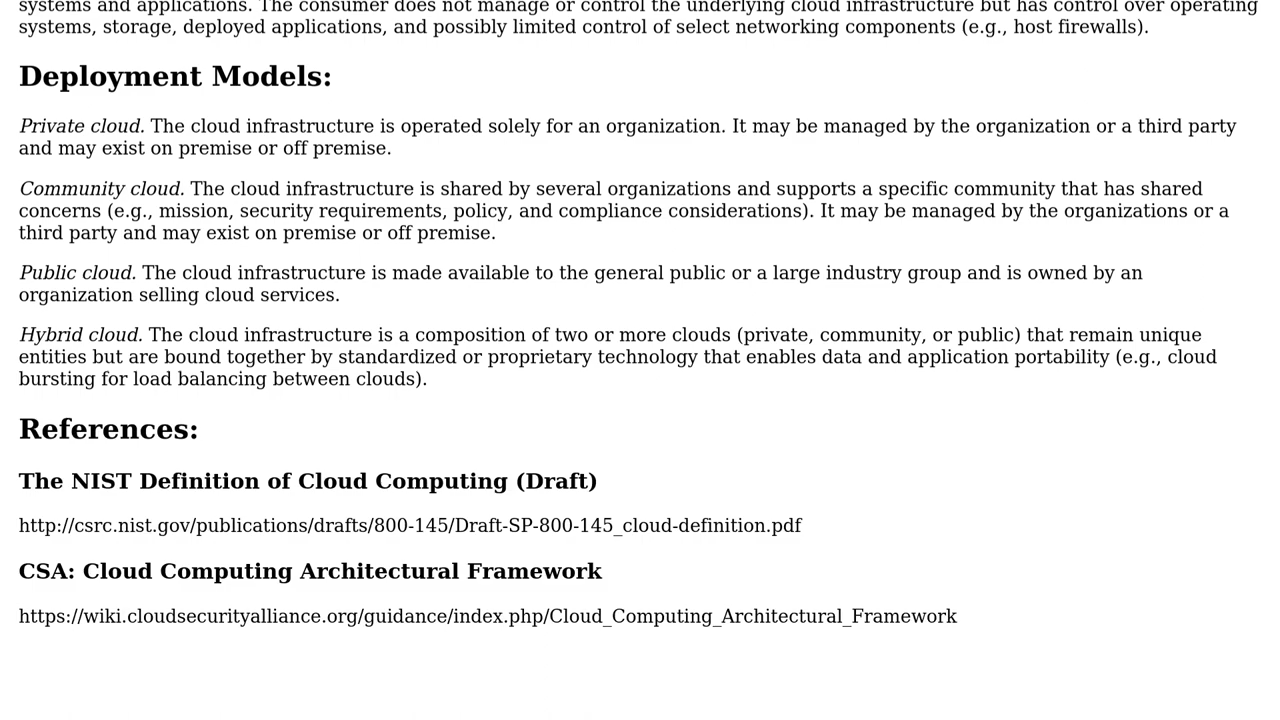 systems and applications. The consumer does not manage or control the underlying cloud infrastructure but has control over operating
systems, storage, deployed applications, and possibly limited control of select networking components (e.g., host firewalls).
Deployment Models:
Private cloud. The cloud infrastructure is operated solely for an organization. It may be managed by the organization or a third party
and may exist on premise or off premise.
Community cloud. The cloud infrastructure is shared by several organizations and supports a specific community that has shared
concerns (e.g., mission, security requirements, policy, and compliance considerations). It may be managed by the organizations or a
third party and may exist on premise or off premise.
Public cloud. The cloud infrastructure is made available to the general public or a large industry group and is owned by an
organization selling cloud services.
Hybrid cloud. The cloud infrastructure is a composition of two or more clouds (private, community, or public) that remain unique
entities but are bound together by standardized or proprietary technology that enables data and application portability (e.g., cloud
bursting for load balancing between clouds).
References:
The NIST Definition of Cloud Computing (Draft)
http://csrc.nist.gov/publications/drafts/800-145/Draft-SP-800-145_cloud-definition.pdf
CSA: Cloud Computing Architectural Framework
https://wiki.cloudsecurityalliance.org/guidance/index.php/Cloud_Computing_Architectural_Framework